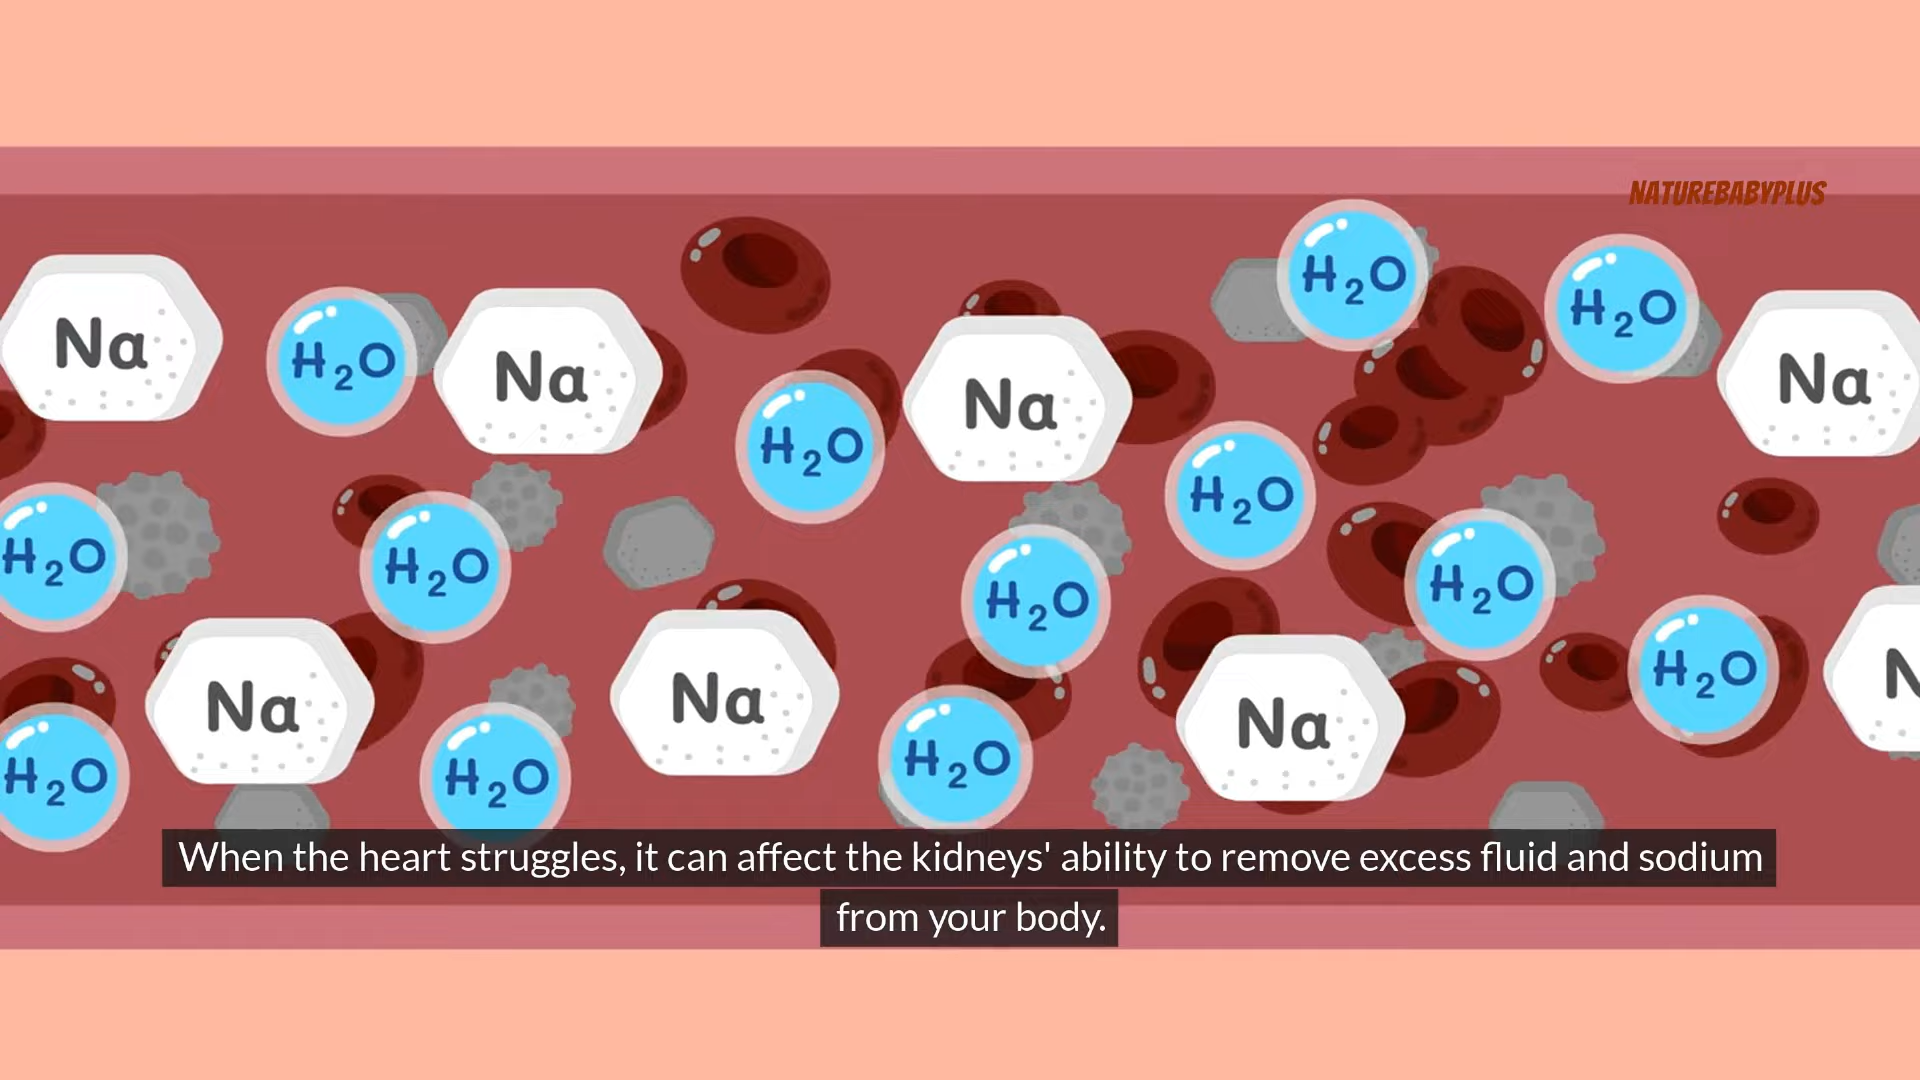 NATUREBABYPLUS
H2O
H2O
Na
Na
H2O
Na
Na
H2O
H2O
H2O
H2O
H2O
H2O
H2O
Na
Na
Na
H2O
H2O
H2O
When the heart struggles, it can affect the kidneys' ability to remove excess fluid and sodium
from your body.